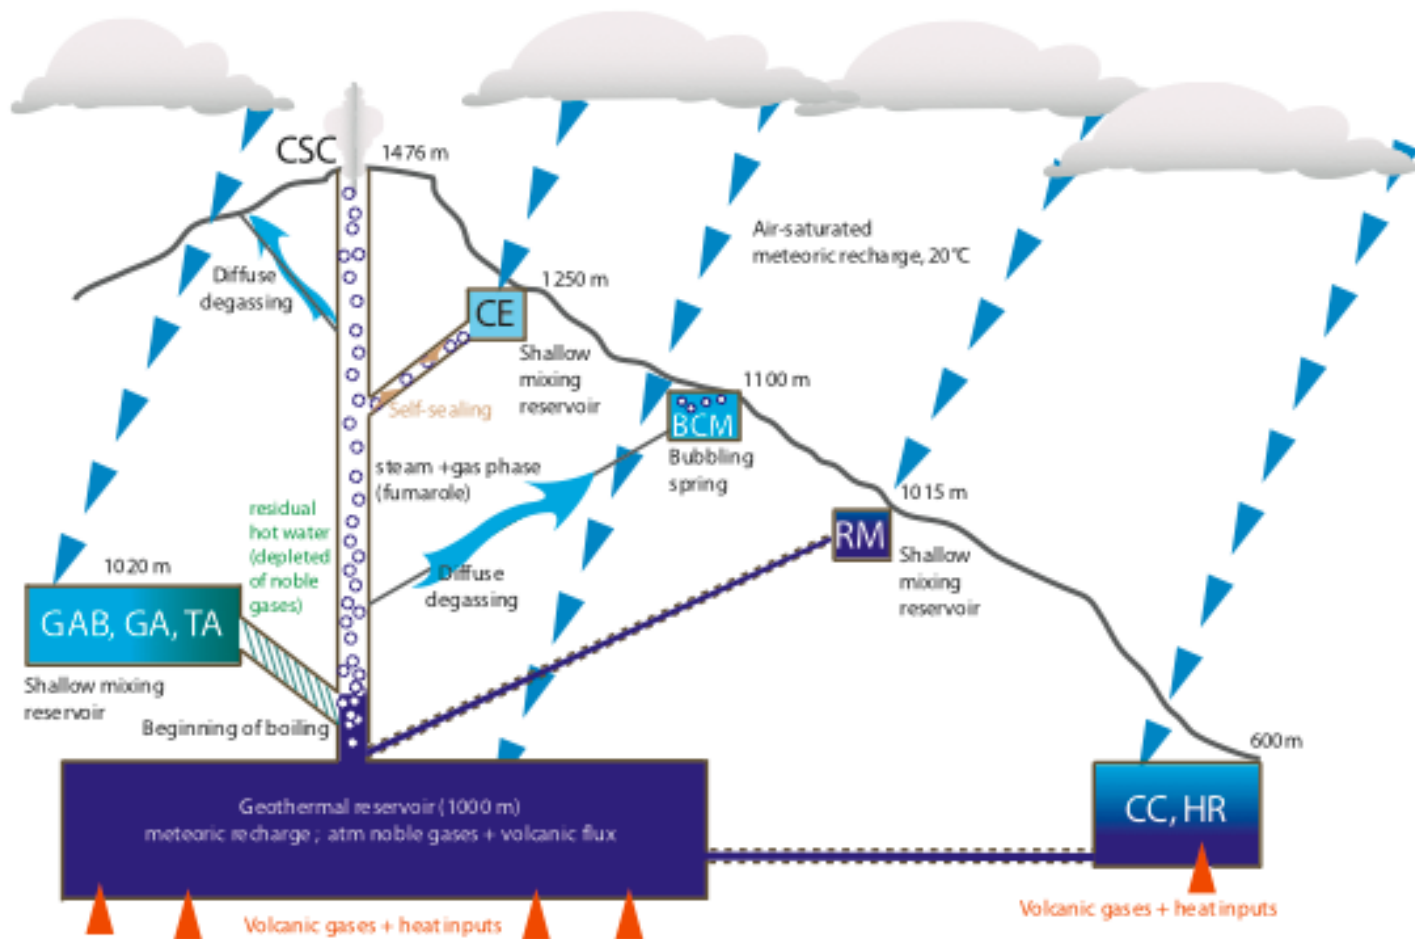 CSC
1476 m
Air-saturated
meteoric recharge, 20°C
Diffuse
degassing
1250 m
CE
Shallow
mixing
reservoir
Self-sealing
1100 m
BCM
Bubbling
spring
steam +gas phase
(fumarole)
1015 m
RM
Shallow
mixing
reservoir
residual
hot water
(depleted
of noble
gases)
Diffuse
degassing
1020 m
GAB, GA, TA
Shallow mixing
reservoir
Beginning of boiling
600 m
CC, HR
Geothermal reservoir (1000 m)
meteoric recharge ; atm noble gases + volcanic flux
Volcanic gases + heat inputs
Volcanic gases + heat inputs